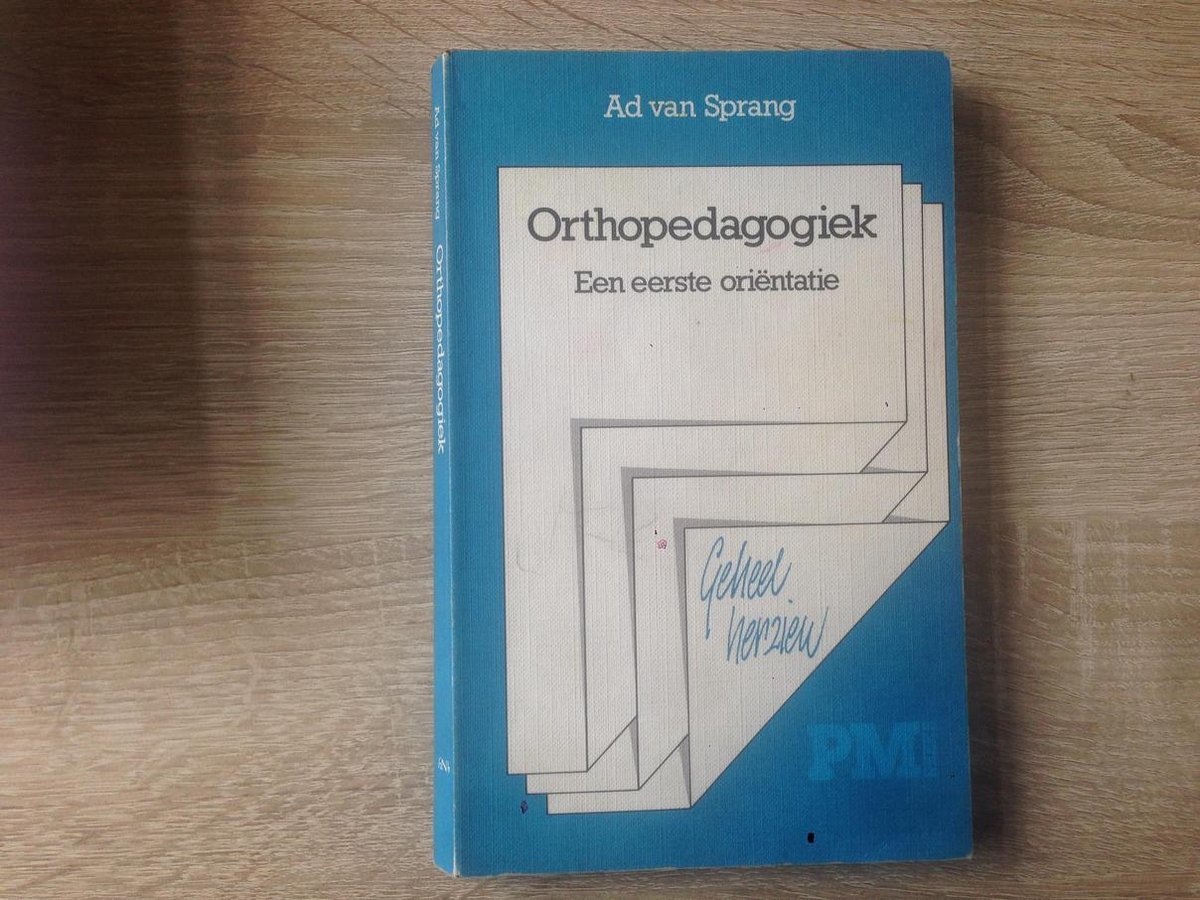 Ad van Sprang
Orthopedagogiek
Een eerste oriëntatie
Geheel
herzien
PM
Ad van Sprang Orthopedagogiek